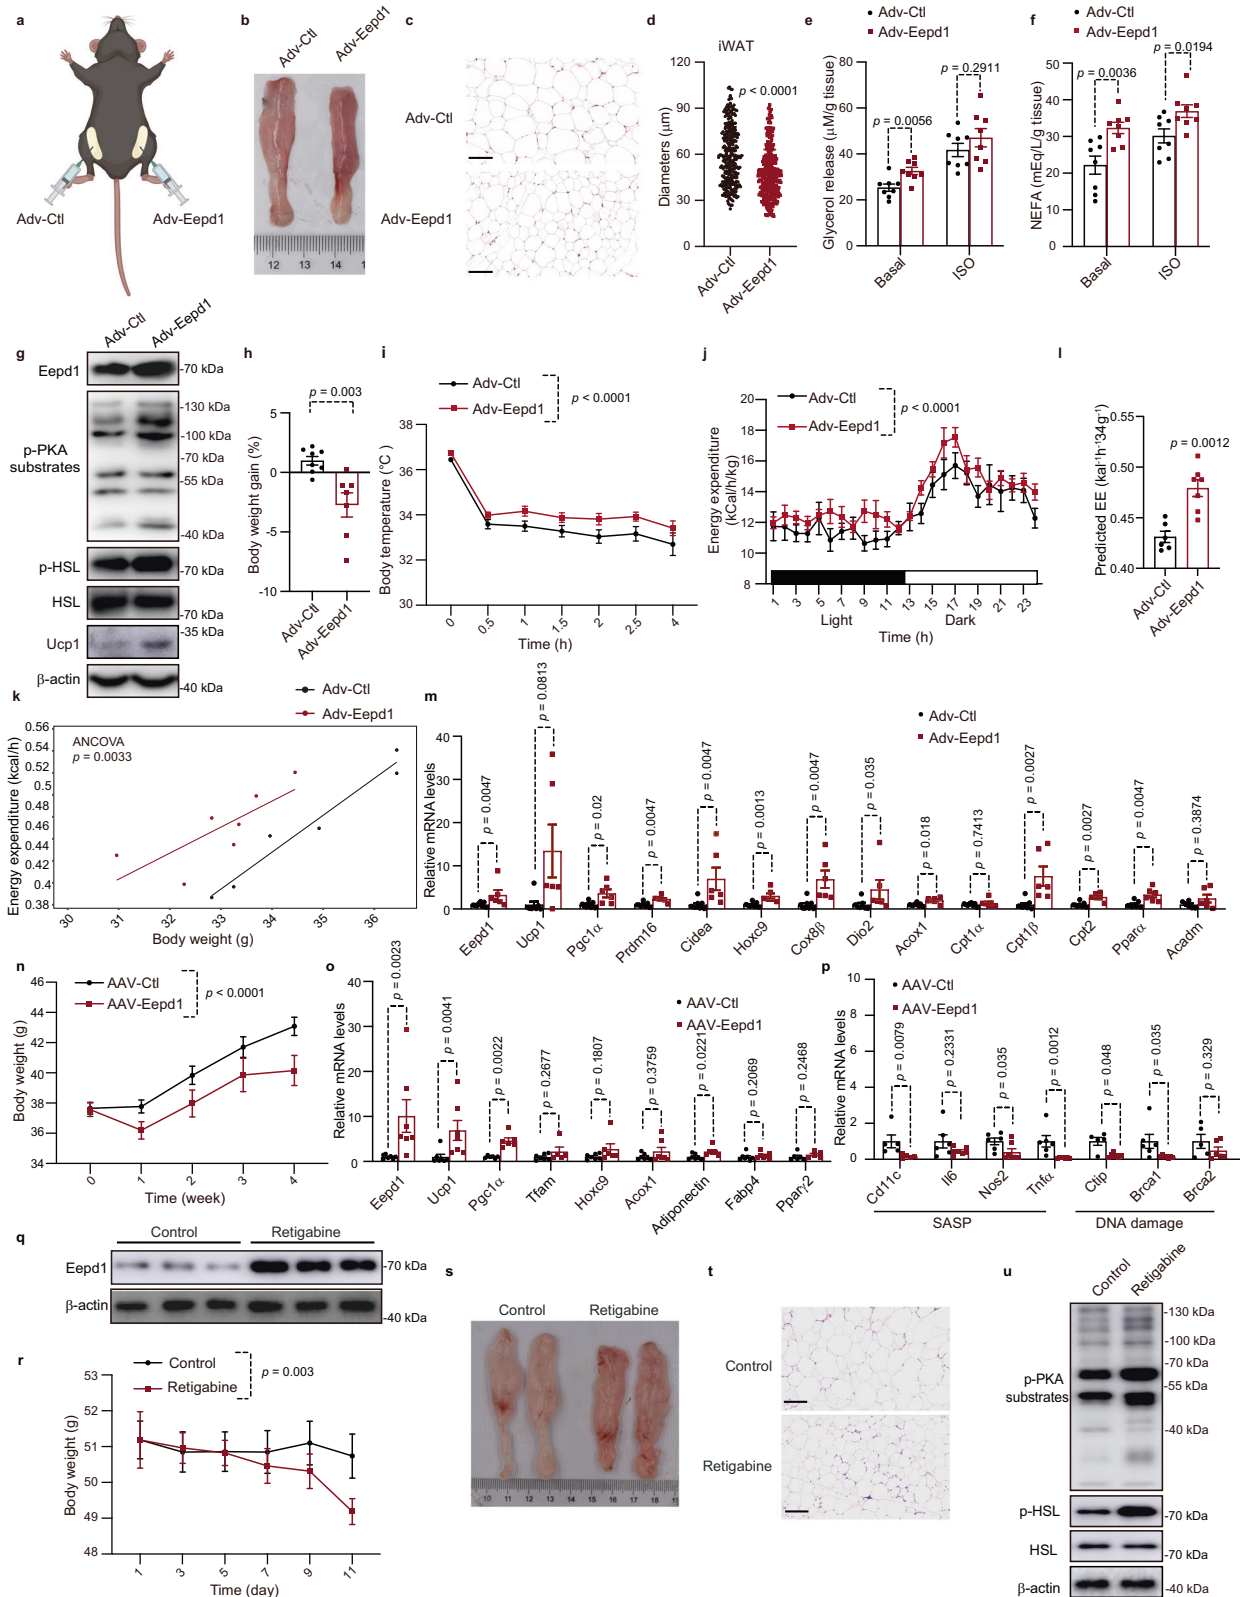 a
Adv-Ctl
Adv-Eepd1
b
Adv-Ctl
Adv-Eepd1
12 13 14 1
c
Adv-Ctl
Adv-Eepd1
d
iWAT
p < 0.0001
Diameters (μm)
120
90
60
30
0
Adv-Ctl
Adv-Eepd1
e
Adv-Ctl
Adv-Eepd1
p = 0.2911
p = 0.0056
Glycerol release (μM/g tissue)
80
60
40
20
0
Basal ISO
f
Adv-Ctl
Adv-Eepd1
p = 0.0194
p = 0.0036
NEFA (mEq/L/g tissue)
50
40
30
20
10
0
Basal ISO
g
Adv-Ctl
Adv-Eepd1
Eepd1
-70 kDa
p-PKA
substrates
-130 kDa
-100 kDa
-70 kDa
-55 kDa
-40 kDa
p-HSL
-70 kDa
HSL
-70 kDa
Ucp1
-35 kDa
β-actin
-40 kDa
h
p = 0.003
Body weight gain (%)
5
0
-5
-10
Adv-Ctl
Adv-Eepd1
i
Adv-Ctl
Adv-Eepd1
p < 0.0001
Body temperature (°C)
36
34
32
30
0 0.5 1 1.5 2 2.5 4
Time (h)
j
Adv-Ctl
Adv-Eepd1
p < 0.0001
Energy expenditure
(kCal/h/kg)
18
16
14
12
10
8
1 3 5 7 9 11 13 15 17 19 21 23
Light Dark
Time (h)
l
p = 0.0012
Predicted EE (kal⁻¹h⁻¹34g⁻¹)
0.55
0.50
0.45
0.40
Adv-Ctl
Adv-Eepd1
k
Adv-Ctl
Adv-Eepd1
ANCOVA
p = 0.0033
Energy expenditure (kcal/h)
0.56
0.54
0.52
0.5
0.48
0.46
0.44
0.42
0.4
0.38
30 31 32 33 34 35 36
Body weight (g)
m
Adv-Ctl
Adv-Eepd1
Relative mRNA levels
40
30
20
10
0
p = 0.0047
p = 0.0813
p = 0.02
p = 0.0047
p = 0.0047
p = 0.0013
p = 0.0047
p = 0.035
p = 0.018
p = 0.7413
p = 0.0027
p = 0.0027
p = 0.0047
p = 0.3874
Eepd1 Ucp1 Pgc1α Prdm16 Cidea Hoxc9 Cox8β Dio2 Acox1 Cpt1α Cpt1β Cpt2 Pparα Acadm
n
AAV-Ctl
AAV-Eepd1
p < 0.0001
Body weight (g)
46
44
42
40
38
36
34
0 1 2 3 4
Time (week)
o
AAV-Ctl
AAV-Eepd1
Relative mRNA levels
40
30
20
10
0
p = 0.0023
p = 0.0041
p = 0.0022
p = 0.2677
p = 0.1807
p = 0.3759
p = 0.0221
p = 0.2069
p = 0.2468
Eepd1 Ucp1 Pgc1α Tfam Hoxc9 Acox1 Adiponectin Fabp4 Pparγ2
p
AAV-Ctl
AAV-Eepd1
Relative mRNA levels
10
8
6
4
2
0
p = 0.0079
p = 0.2331
p = 0.035
p = 0.0012
p = 0.048
p = 0.035
p = 0.329
Cd11c Il6 Nos2 Tnfα Ctip Brca1 Brca2
SASP DNA damage
q
Control Retigabine
Eepd1
-70 kDa
β-actin
-40 kDa
r
Control
Retigabine
p = 0.003
Body weight (g)
53
52
51
50
49
48
1 3 5 7 9 11
Time (day)
s
Control Retigabine
10 11 12 13 14 15 16 17 18
t
Control
Retigabine
u
Control
Retigabine
p-PKA
substrates
-130 kDa
-100 kDa
-70 kDa
-55 kDa
-40 kDa
p-HSL
-70 kDa
HSL
-70 kDa
β-actin
-40 kDa